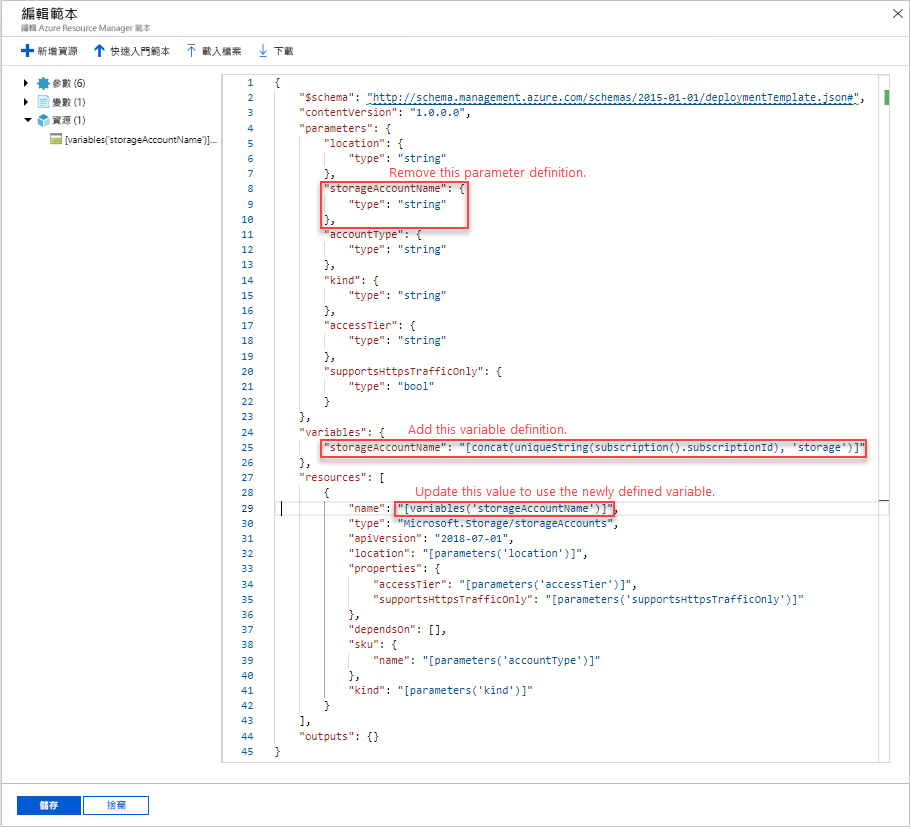 編輯範本
編輯 Azure Resource Manager 範本
新增資源 快速入門範本 載入檔案 下載
參數 (6)
變數 (1)
資源 (1)
[variables('storageAccountName')]...
1 {
2 "$schema": "http://schema.management.azure.com/schemas/2015-01-01/deploymentTemplate.json#",
3 "contentVersion": "1.0.0.0",
4 "parameters": {
5 "location": {
6 "type": "string"
7 },
Remove this parameter definition.
8 "storageAccountName": {
9 "type": "string"
10 },
11 "accountType": {
12 "type": "string"
13 },
14 "kind": {
15 "type": "string"
16 },
17 "accessTier": {
18 "type": "string"
19 },
20 "supportsHttpsTrafficOnly": {
21 "type": "bool"
22 }
23 },
24 "variables": {
Add this variable definition.
25 "storageAccountName": "[concat(uniqueString(subscription().subscriptionId), 'storage')]"
26 },
27 "resources": [
28 {
Update this value to use the newly defined variable.
29 "name": "[variables('storageAccountName')]",
30 "type": "Microsoft.Storage/storageAccounts",
31 "apiVersion": "2018-07-01",
32 "location": "[parameters('location')]",
33 "properties": {
34 "accessTier": "[parameters('accessTier')]",
35 "supportsHttpsTrafficOnly": "[parameters('supportsHttpsTrafficOnly')]"
36 },
37 "dependsOn": [],
38 "sku": {
39 "name": "[parameters('accountType')]"
40 },
41 "kind": "[parameters('kind')]"
42 }
43 ],
44 "outputs": {}
45 }
儲存 捨棄